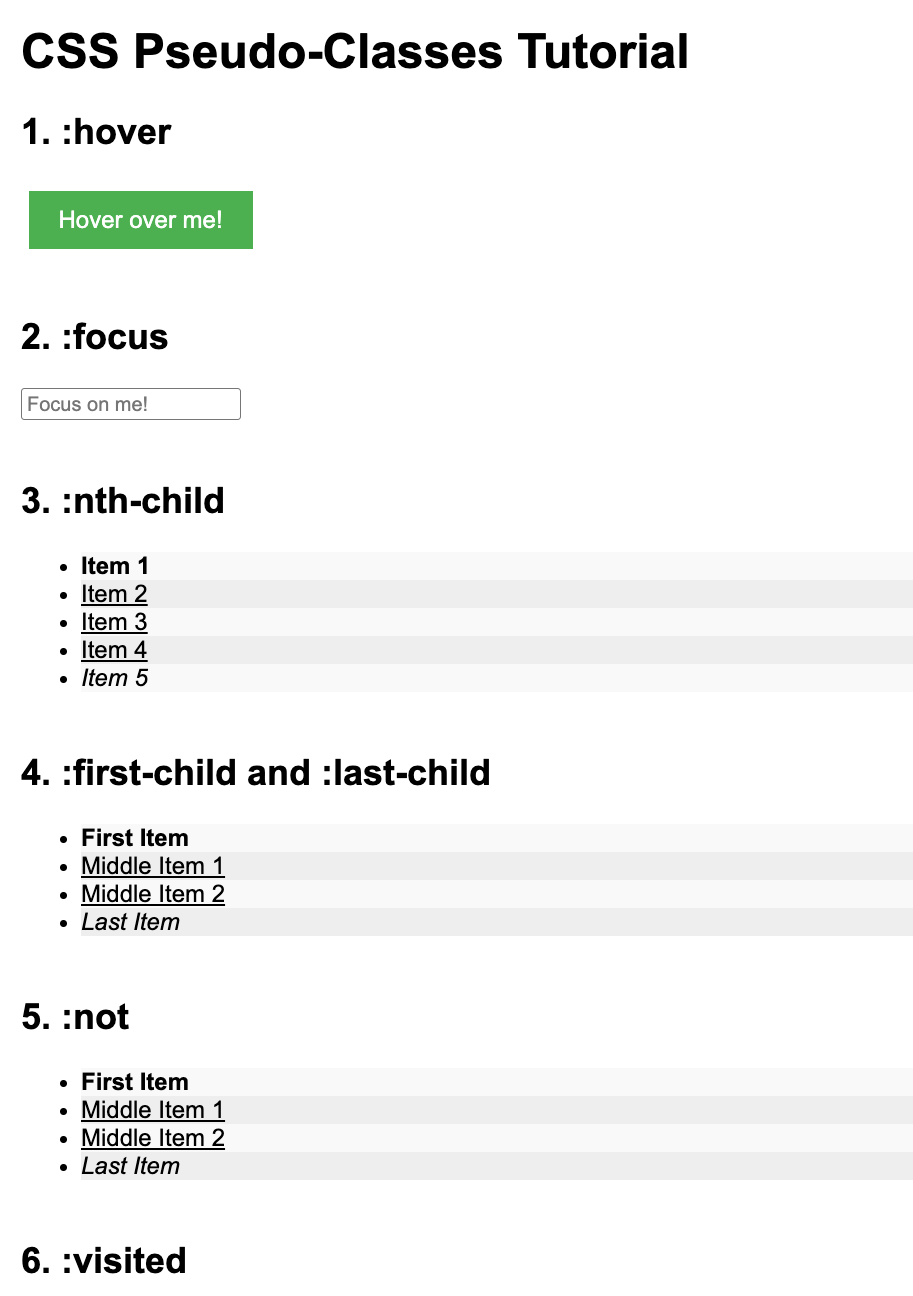 CSS Pseudo-Classes Tutorial
1. :hover
Hover over me!
2. :focus
Focus on me!
3. :nth-child
• Item 1
• Item 2
• Item 3
• Item 4
• Item 5
4. :first-child and :last-child
• First Item
• Middle Item 1
• Middle Item 2
• Last Item
5. :not
• First Item
• Middle Item 1
• Middle Item 2
• Last Item
6. :visited